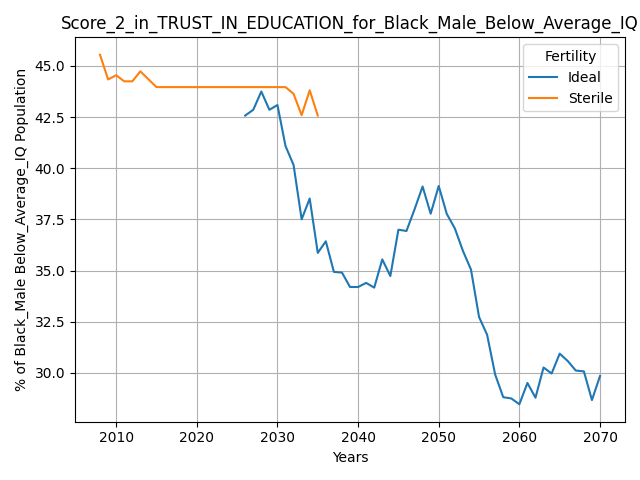 Score_2_in_TRUST_IN_EDUCATION_for_Black_Male_Below_Average_IQ
% of Black_Male Below_Average_IQ Population
45.0
42.5
40.0
37.5
35.0
32.5
30.0
Fertility
Ideal
Sterile
2010 2020 2030 2040 2050 2060 2070
Years